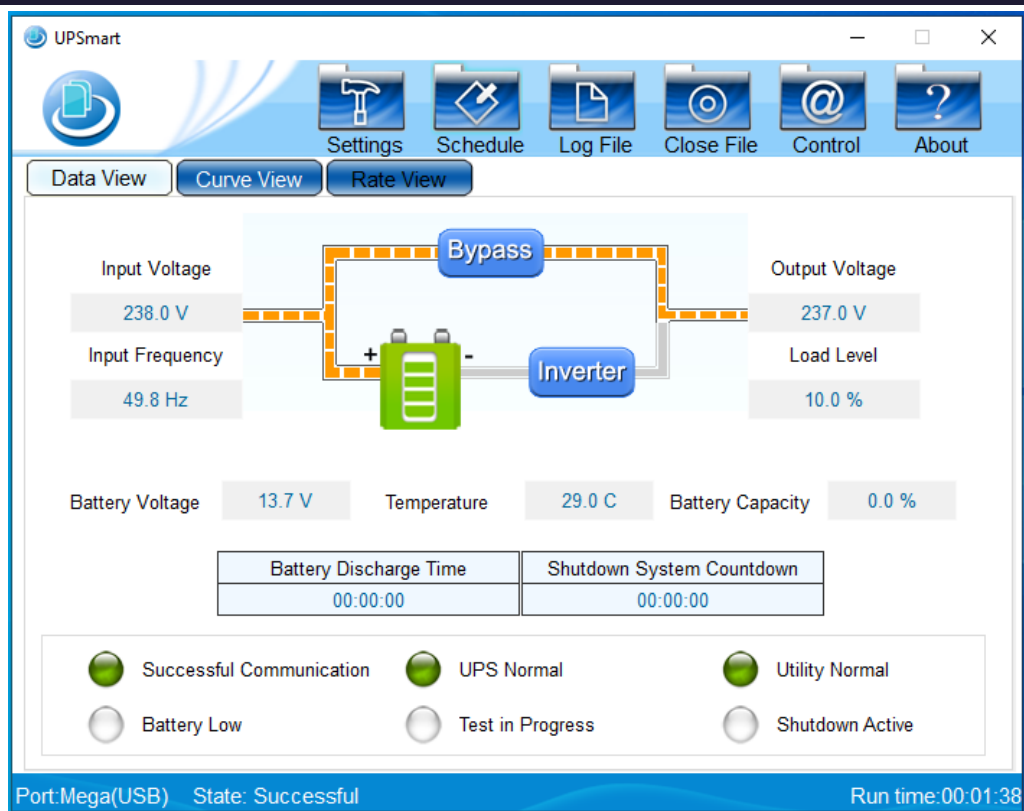 UPSmart
Settings Schedule Log File Close File Control About
Data View Curve View Rate View
Bypass
Input Voltage Output Voltage
238.0 V 237.0 V
Input Frequency + - Inverter Load Level
49.8 Hz 10.0 %
Battery Voltage 13.7 V Temperature 29.0 C Battery Capacity 0.0 %
Battery Discharge Time Shutdown System Countdown
00:00:00 00:00:00
Successful Communication UPS Normal Utility Normal
Battery Low Test in Progress Shutdown Active
Port:Mega(USB) State: Successful Run time:00:01:38